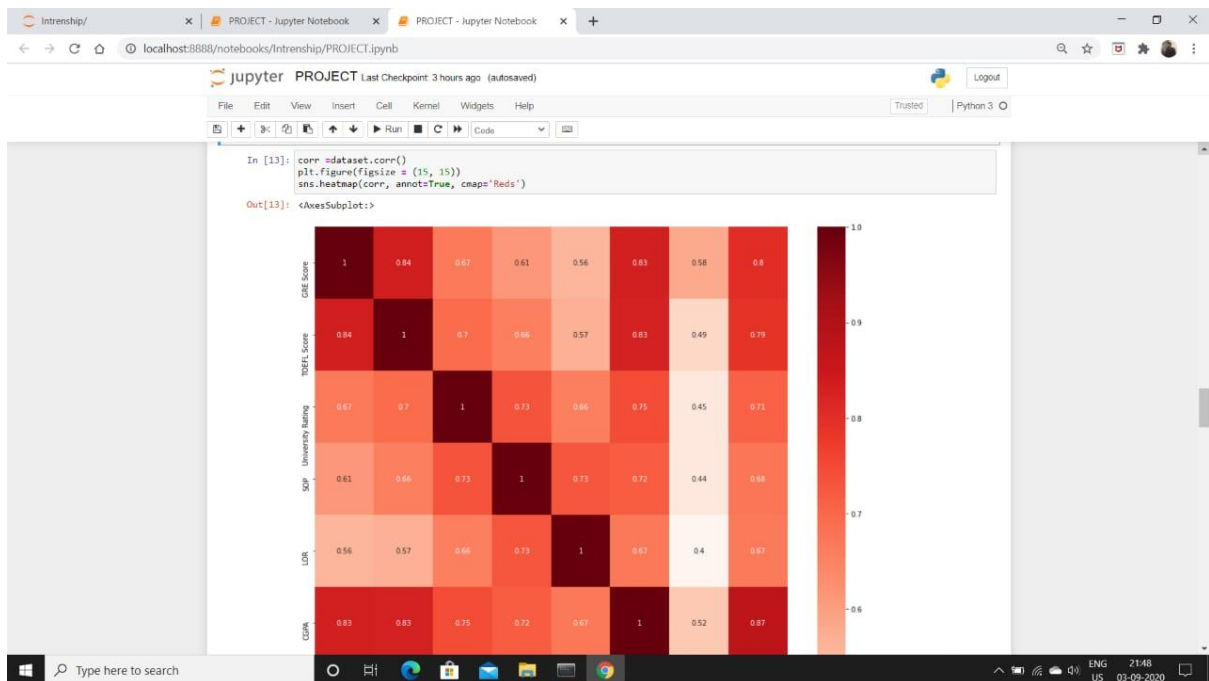 Intrenship/
PROJECT - Jupyter Notebook
PROJECT - Jupyter Notebook
localhost:8888/notebooks/Intrenship/PROJECT.ipynb
jupyter PROJECT Last Checkpoint: 3 hours ago (autosaved)
Logout
File Edit View Insert Cell Kernel Widgets Help
Trusted Python 3
Run Code
In [13]: corr =dataset.corr()
plt.figure(figsize = (15, 15))
sns.heatmap(corr, annot=True, cmap='Reds')
Out[13]: <AxesSubplot:>
GRE Score 1 0.84 0.67 0.61 0.56 0.83 0.58 0.8
TOEFL Score 0.84 1 0.7 0.66 0.57 0.83 0.49 0.79
University Rating 0.67 0.7 1 0.73 0.66 0.75 0.45 0.71
SOP 0.61 0.66 0.73 1 0.73 0.72 0.44 0.68
LOR 0.56 0.57 0.66 0.73 1 0.67 0.4 0.67
CGPA 0.83 0.83 0.75 0.72 0.67 1 0.52 0.87
1.0
0.9
0.8
0.7
0.6
Type here to search
ENG 21:48
US 03-09-2020